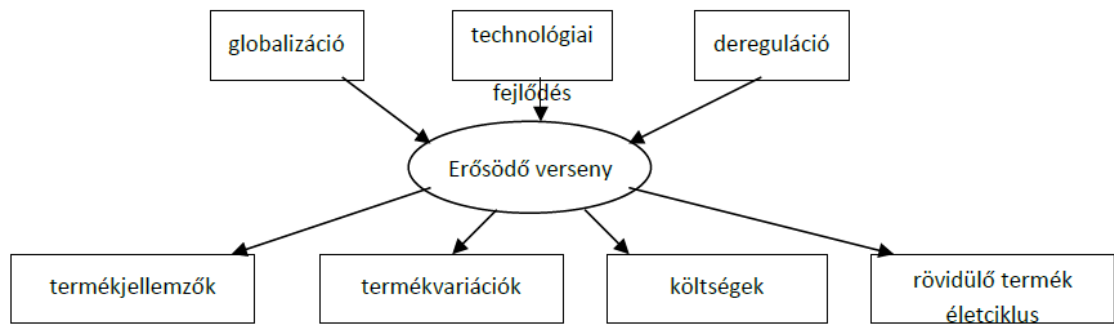 globalizáció
technológiai
fejlődés
dereguláció
Erősödő verseny
termékjellemzők
termékvariációk
költségek
rövidülő termék
életciklus